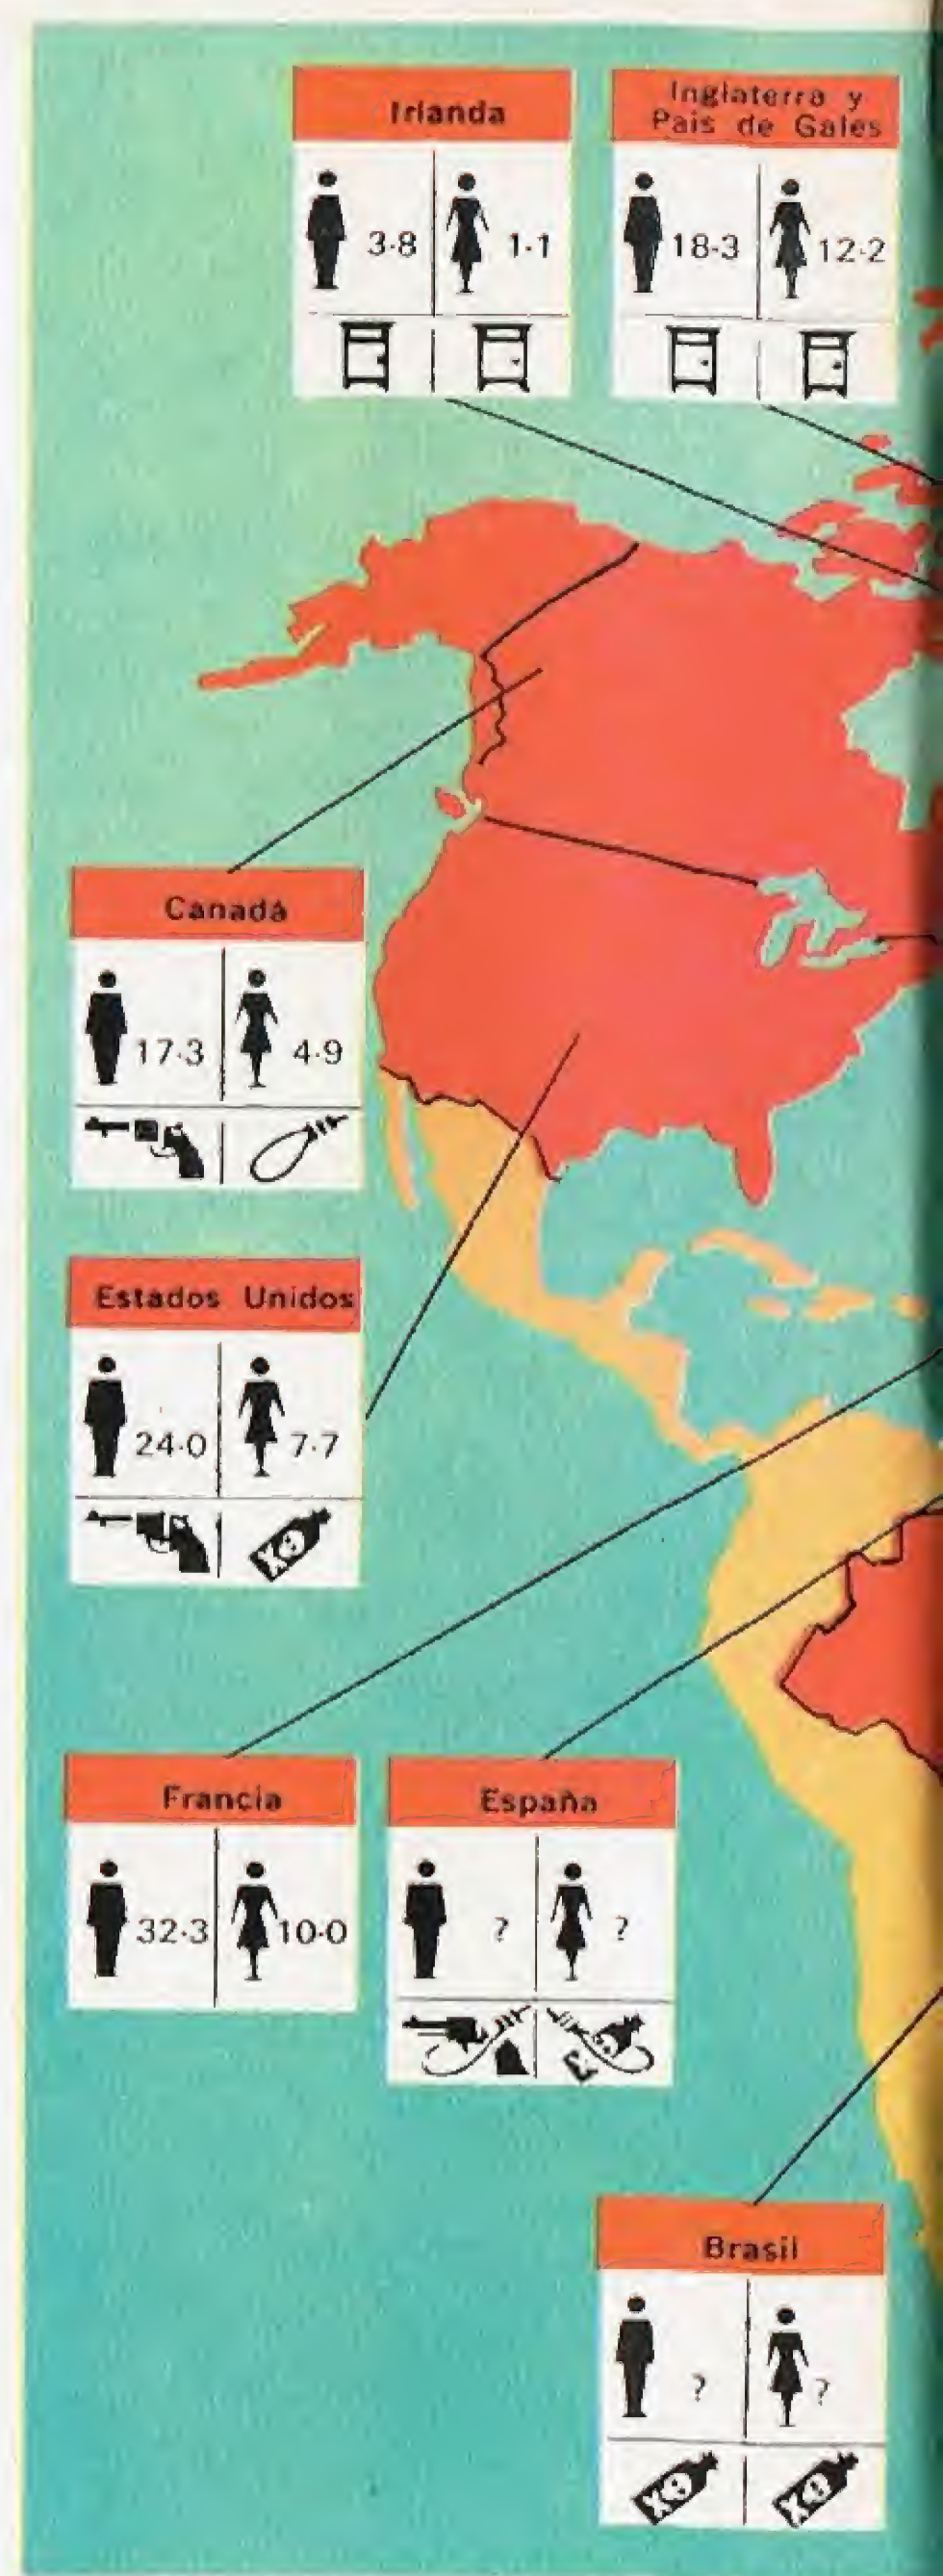 Irlanda
3·8 1·1
Inglaterra y
Pais de Gales
18·3 12·2
Canadá
17·3 4·9
Estados Unidos
24·0 7·7
Francia
32·3 10·0
España
? ?
Brasil
? ?